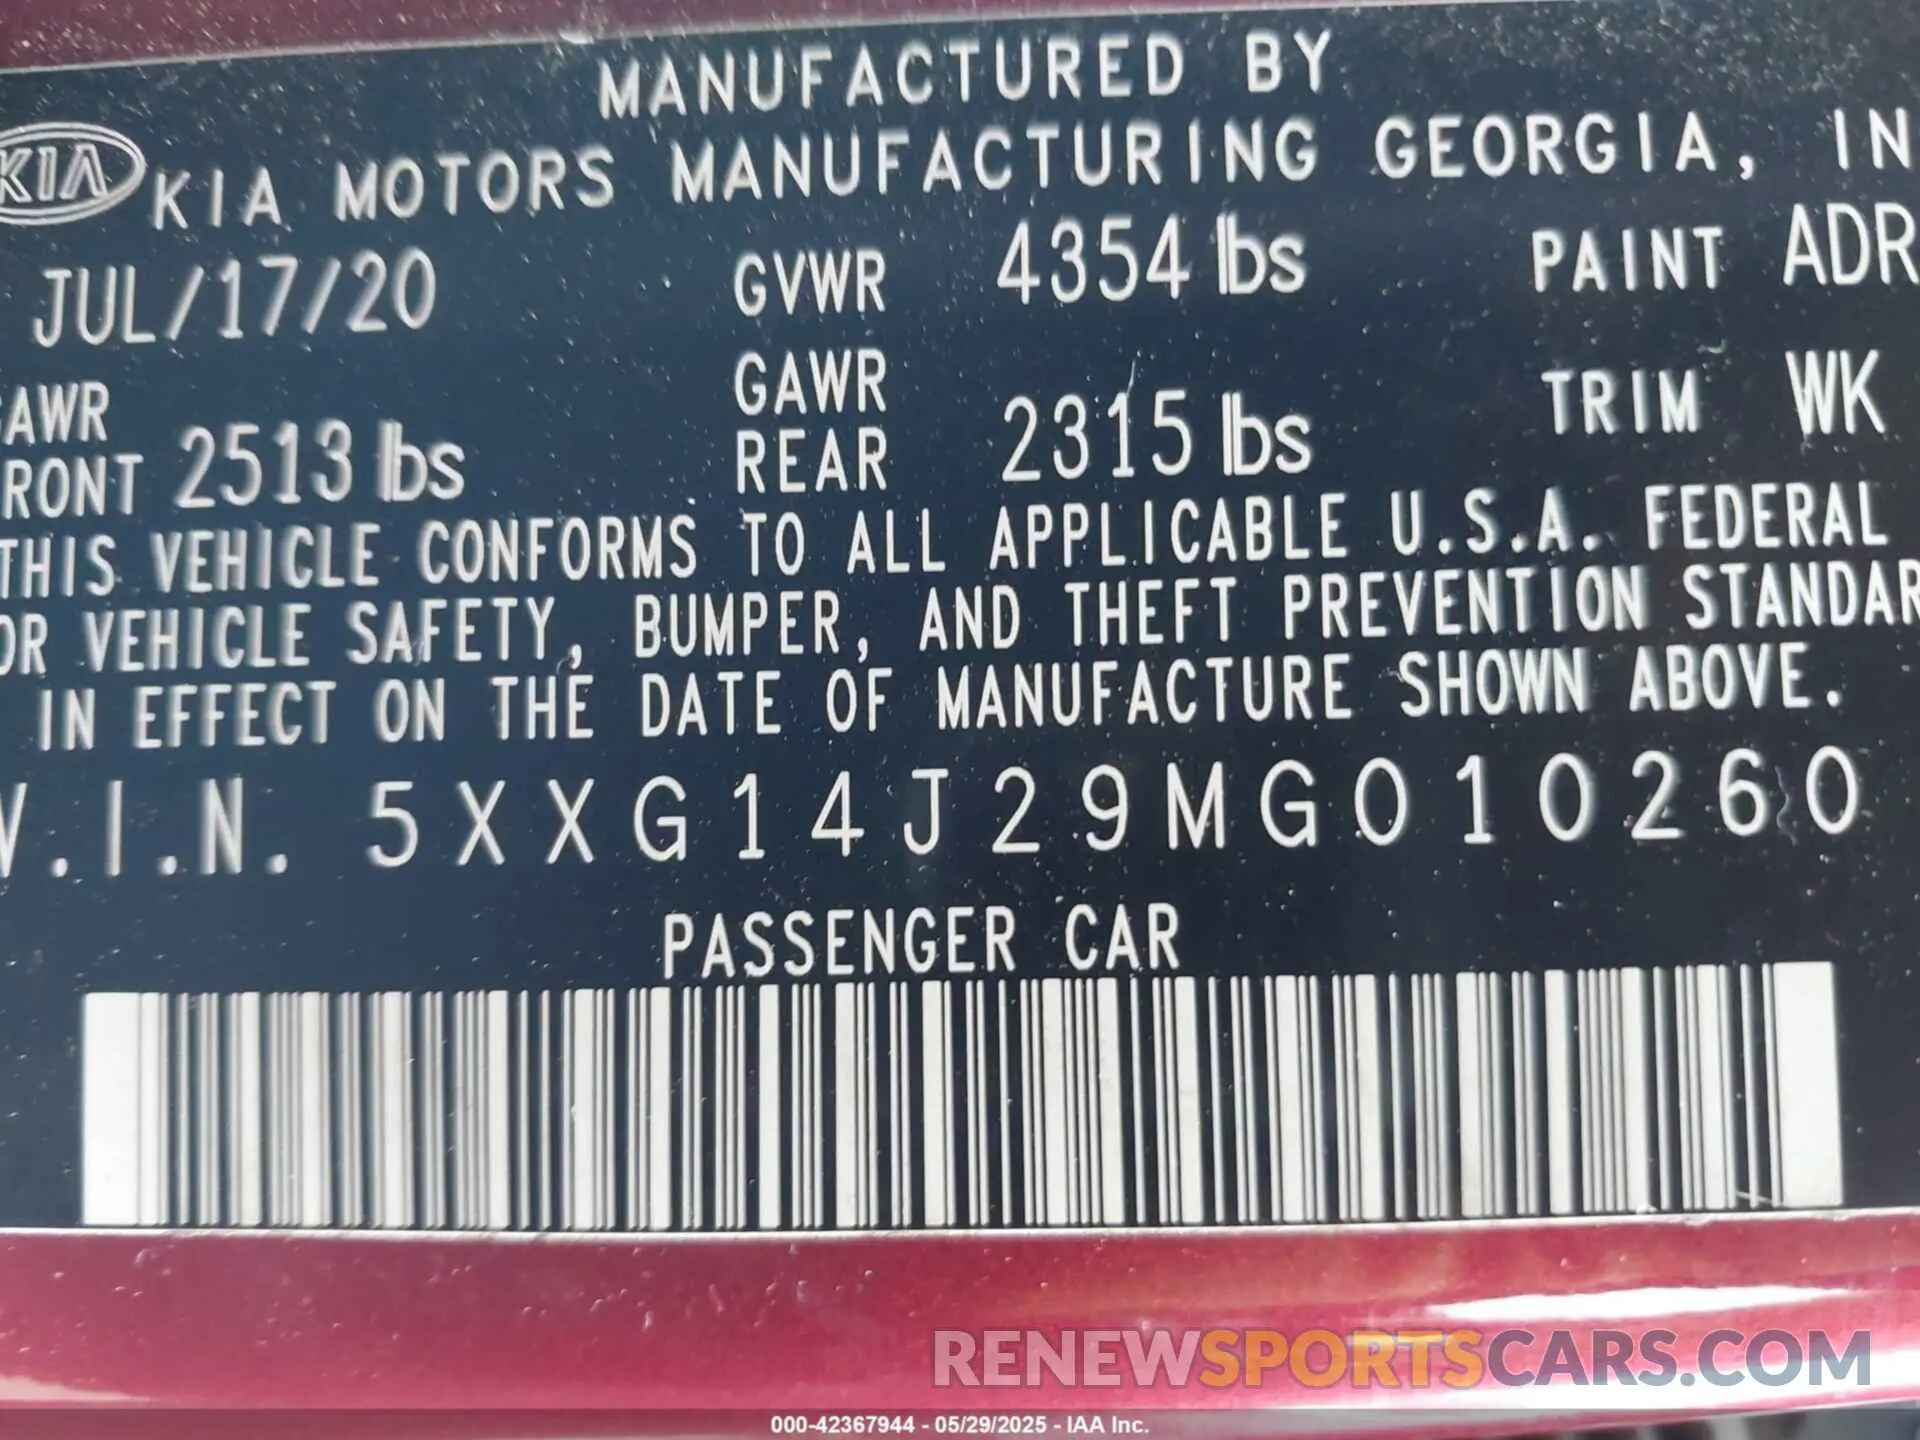 MANUFACTURED BY
KIA KIA MOTORS MANUFACTURING GEORGIA, IN
JUL/17/20 GVWR 4354 lbs PAINT ADR
GAWR FRONT 2513 lbs GAWR REAR 2315 lbs TRIM WK
THIS VEHICLE CONFORMS TO ALL APPLICABLE U.S.A. FEDERAL
OR VEHICLE SAFETY, BUMPER, AND THEFT PREVENTION STANDAR
IN EFFECT ON THE DATE OF MANUFACTURE SHOWN ABOVE.
V.I.N. 5XXG14J29MG010260
PASSENGER CAR
RENEWSPORTSCARS.COM
000-42367944 - 05/29/2025 - IAA Inc.